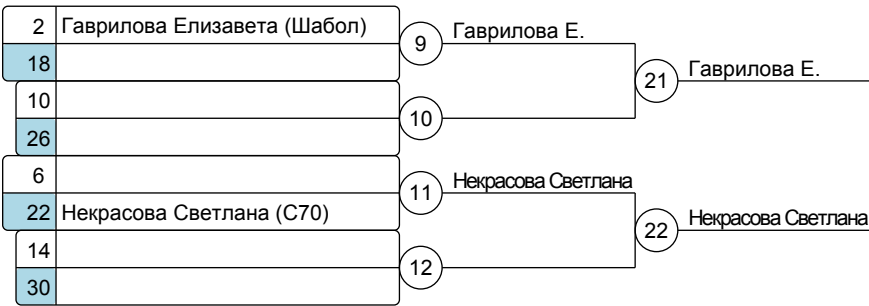 2 Гаврилова Елизавета (Шабол)
9 Гаврилова Е.
18
21 Гаврилова Е.
10
10
26
6
11 Некрасова Светлана
22 Некрасова Светлана (С70)
22 Некрасова Светлана
14
12
30